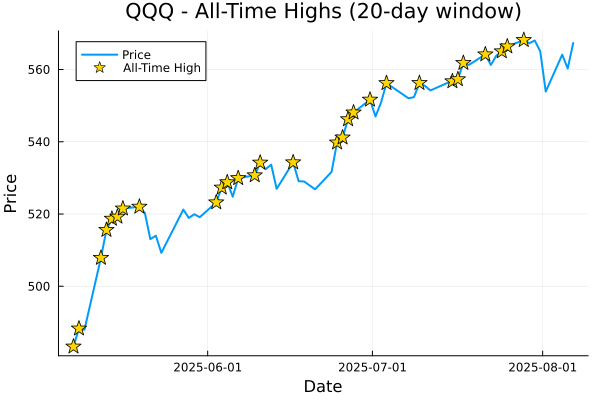 QQQ - All-Time Highs (20-day window)
Price
All-Time High
560
540
520
500
Price
2025-06-01
2025-07-01
2025-08-01
Date